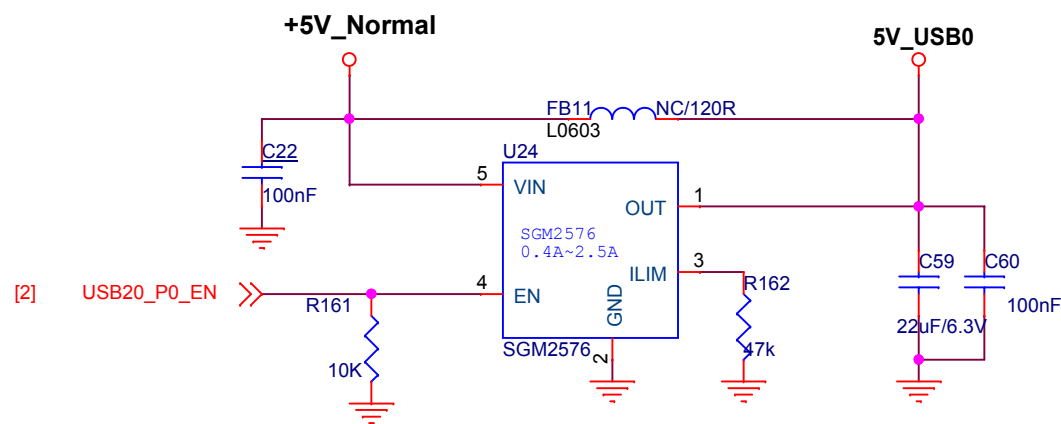 +5V_Normal
5V_USB0
FB11
NC/120R
L0603
C22
100nF
U24
5
VIN
OUT
1
SGM2576
0.4A~2.5A
ILIM
3
[2]
USB20_P0_EN
4
EN
GND
R161
10K
SGM2576
2
R162
47k
C59
C60
100nF
22uF/6.3V